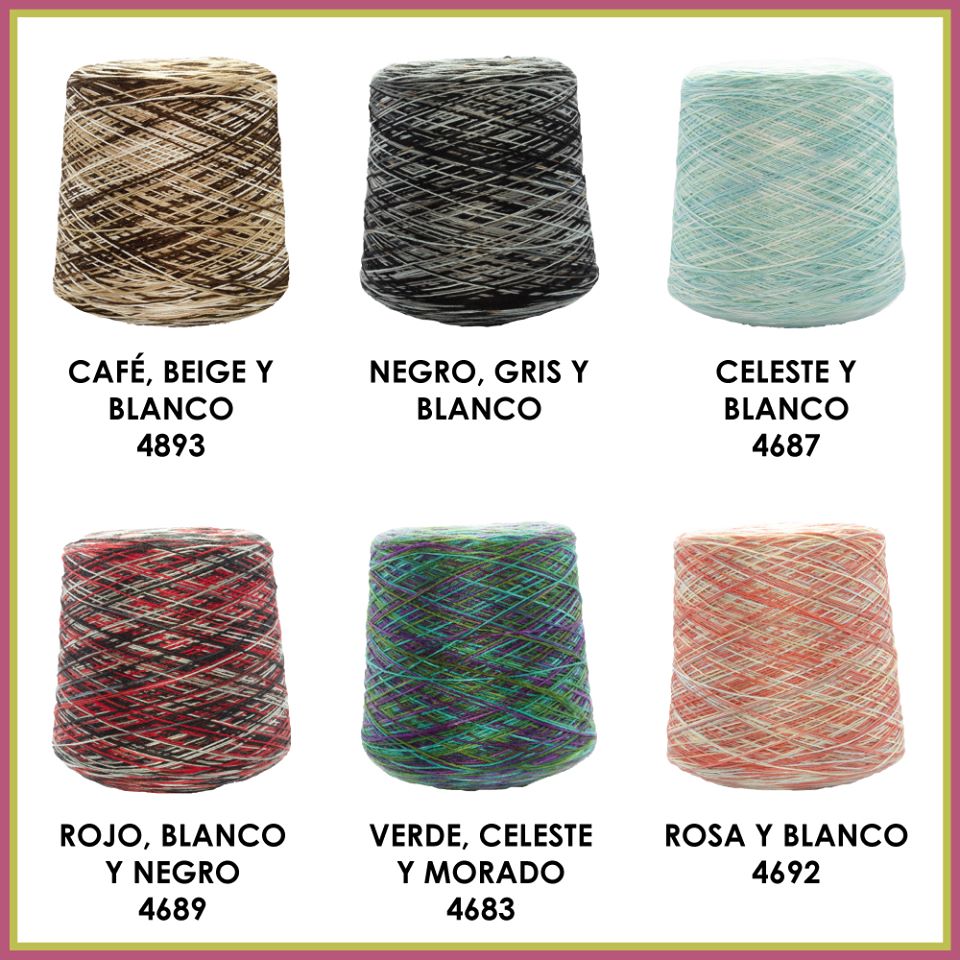 CAFÉ, BEIGE Y
BLANCO
4893
NEGRO, GRIS Y
BLANCO
CELESTE Y
BLANCO
4687
ROJO, BLANCO
Y NEGRO
4689
VERDE, CELESTE
Y MORADO
4683
ROSA Y BLANCO
4692